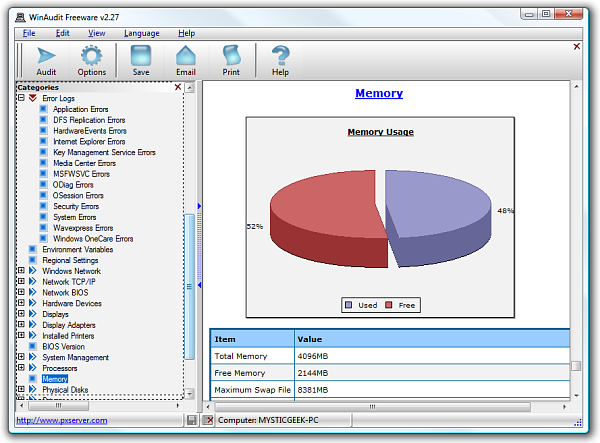 WinAudit Freeware v2.27
File Edit View Language Help
Audit Options Save Email Print Help
Categories
Error Logs
Application Errors
DFS Replication Errors
HardwareEvents Errors
Internet Explorer Errors
Key Management Service Errors
Media Center Errors
MSFWSVC Errors
ODiag Errors
OSession Errors
Security Errors
System Errors
Wavexpress Errors
Windows OneCare Errors
Environment Variables
Regional Settings
Windows Network
Network TCP/IP
Network BIOS
Hardware Devices
Displays
Display Adapters
Installed Printers
BIOS Version
System Management
Processors
Memory
Physical Disks
Memory
Memory Usage
52%
48%
Used Free
Item Value
Total Memory 4096MB
Free Memory 2144MB
Maximum Swap File 8381MB
http://www.pxserver.com
Computer: MYSTICGEEK-PC